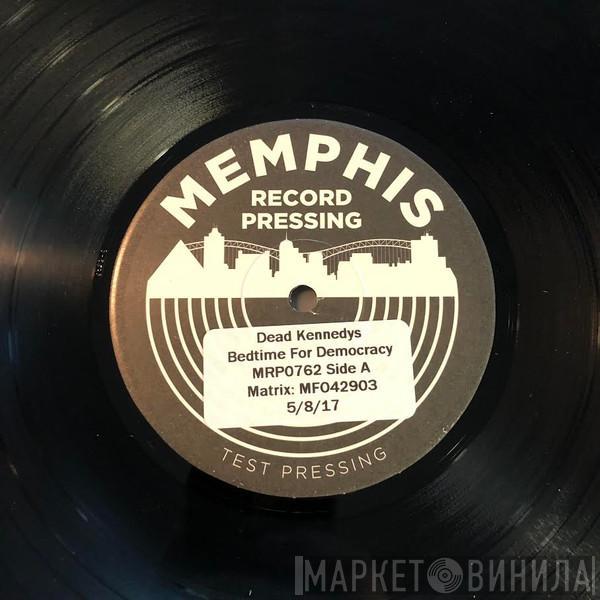 MEMPHIS
RECORD
PRESSING
Dead Kennedys
Bedtime For Democracy
MRP0762 Side A
Matrix: MF042903
5/8/17
TEST PRESSING
МАРКЕТ ВИНИЛА